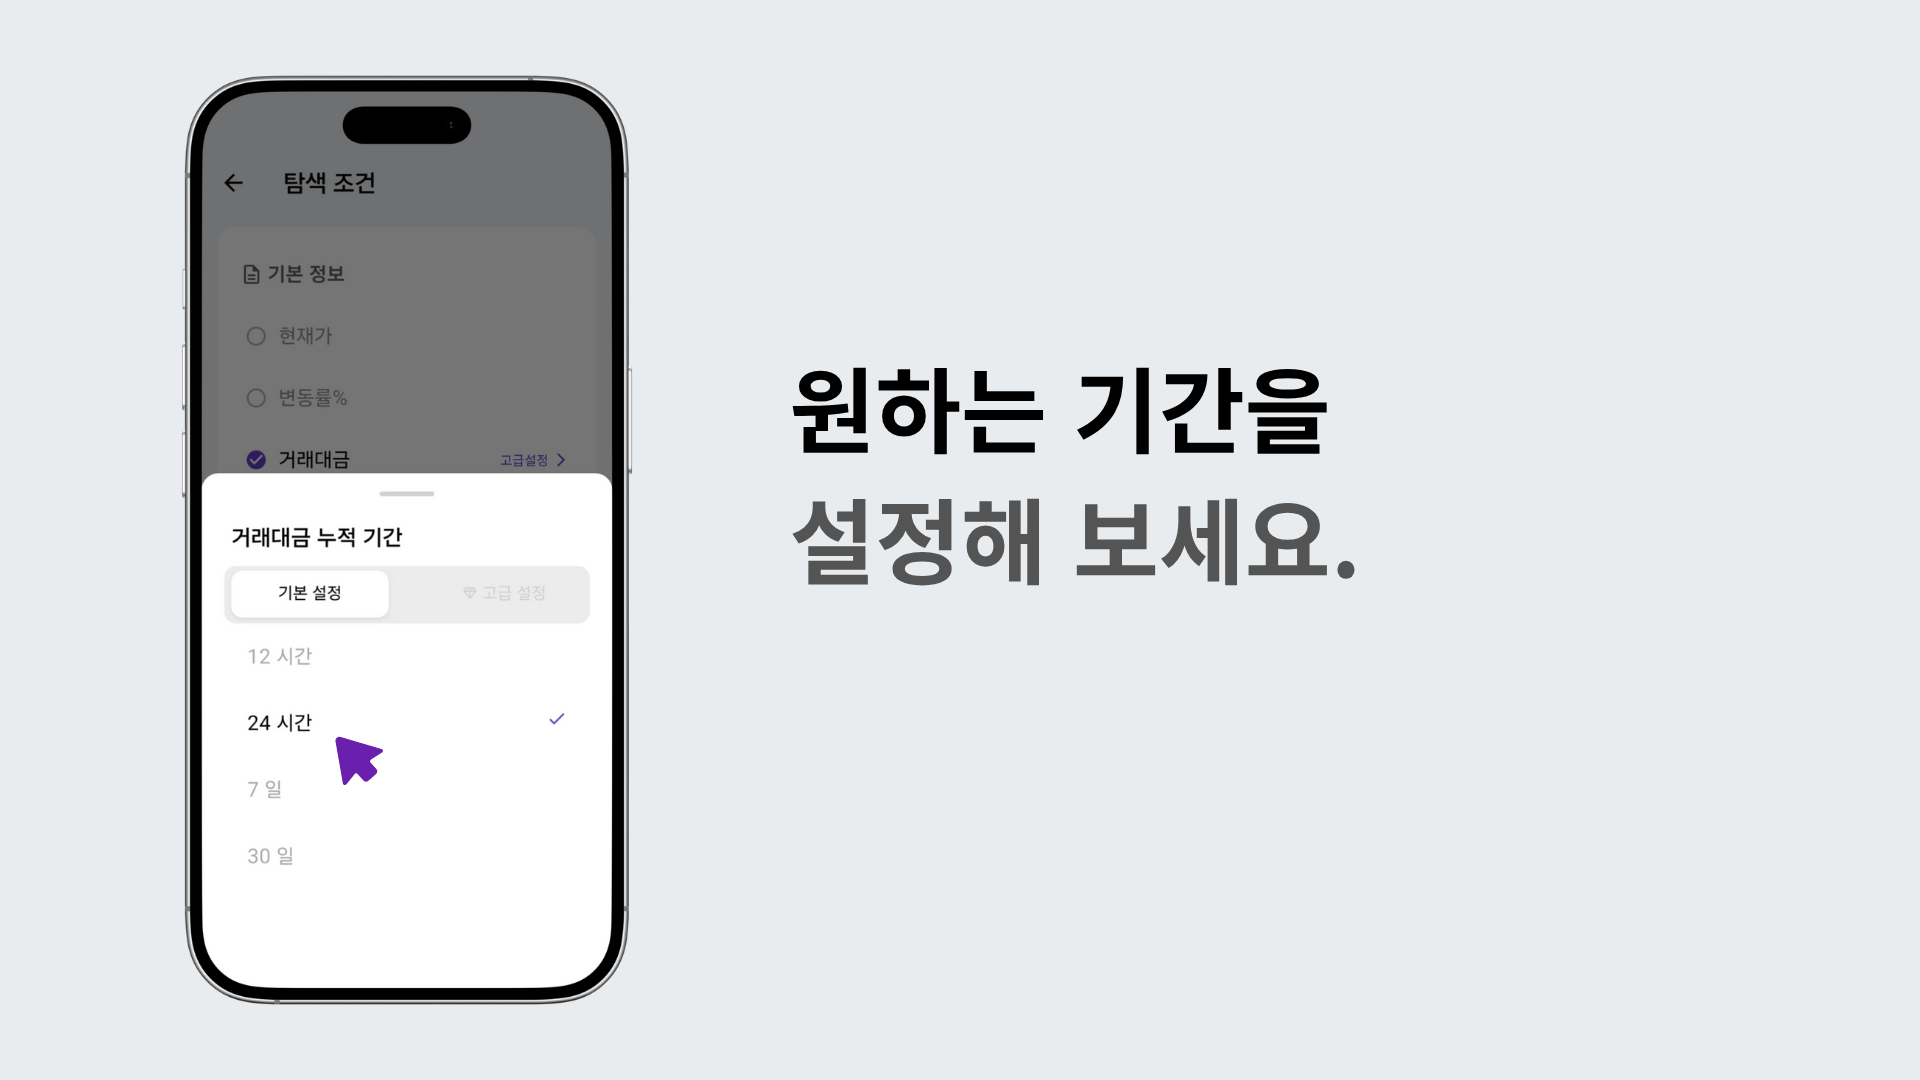 탐색 조건
기본 정보
현재가
변동률%
거래대금 고급설정
거래대금 누적 기간
기본 설정 고급 설정
12 시간
24 시간
7 일
30 일
원하는 기간을
설정해 보세요.